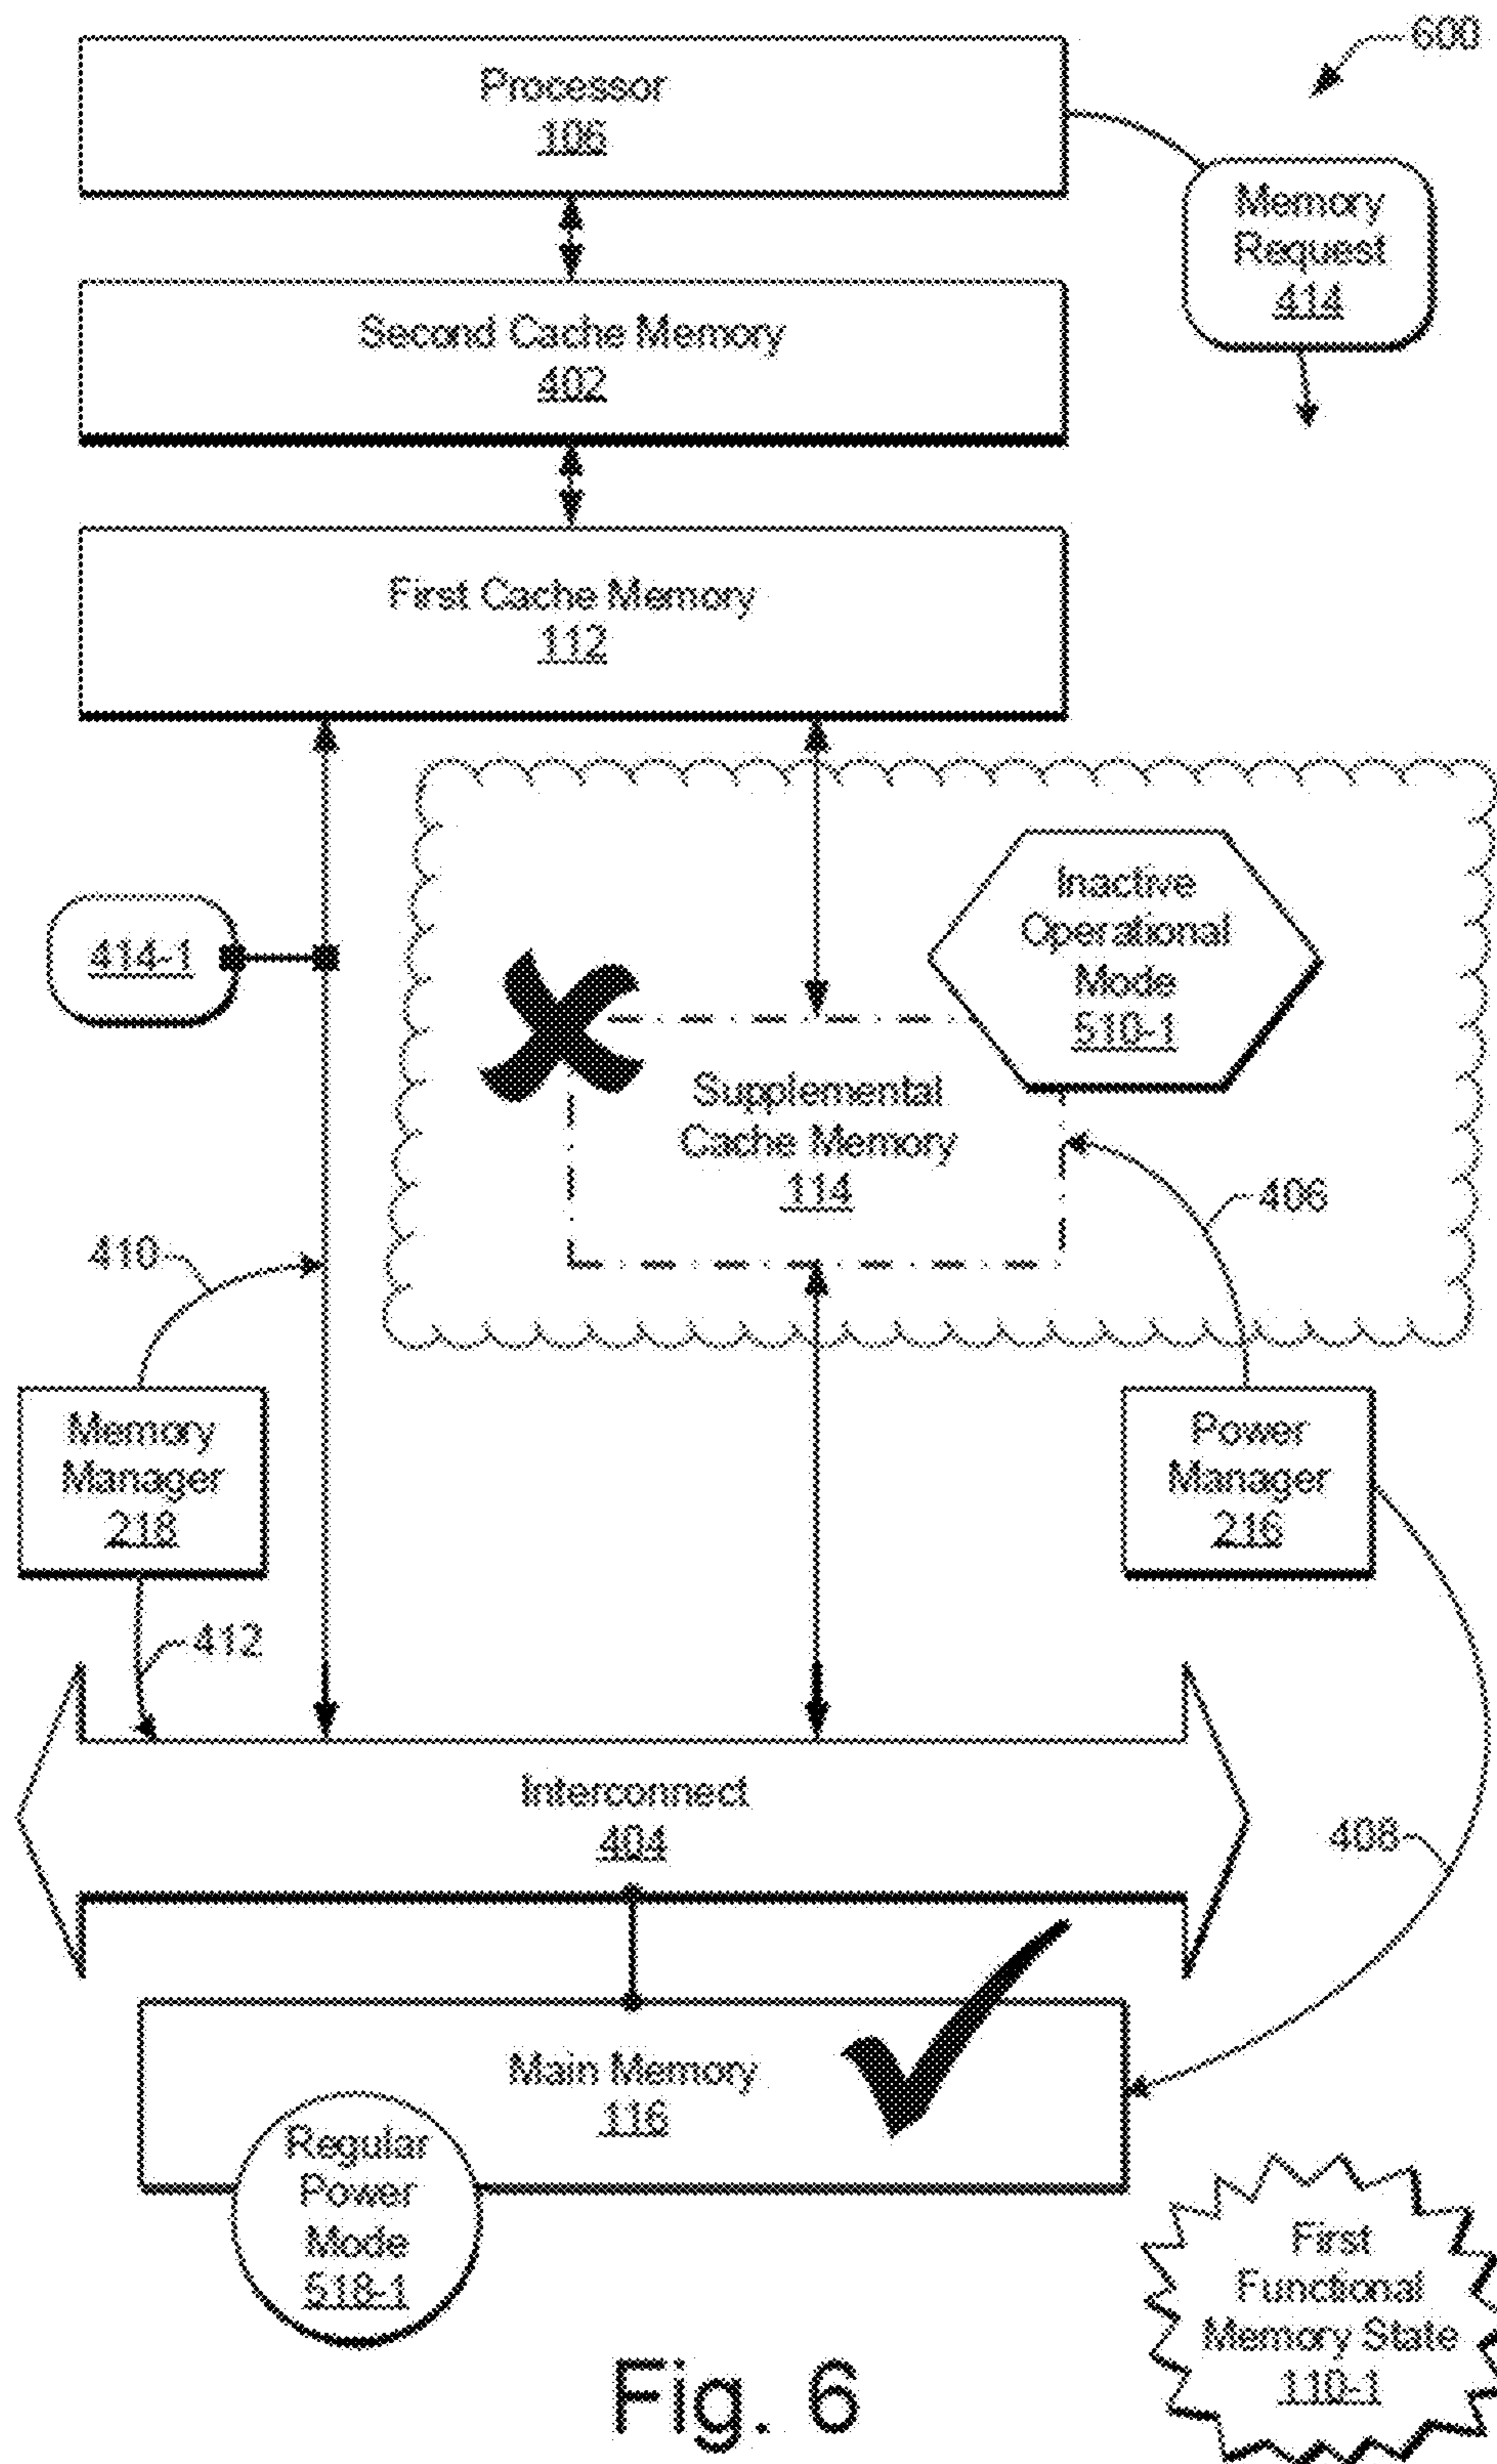 600
Processor
106
Memory
Request
414
Second Cache Memory
402
First Cache Memory
112
Inactive
Operational
Mode
510-1
414-1
Supplemental
Cache Memory
114
406
410
Memory
Manager
218
Power
Manager
216
412
Interconnect
404
408
Main Memory
116
Regular
Power
Mode
518-1
First
Functional
Memory State
110-1
Fig. 6